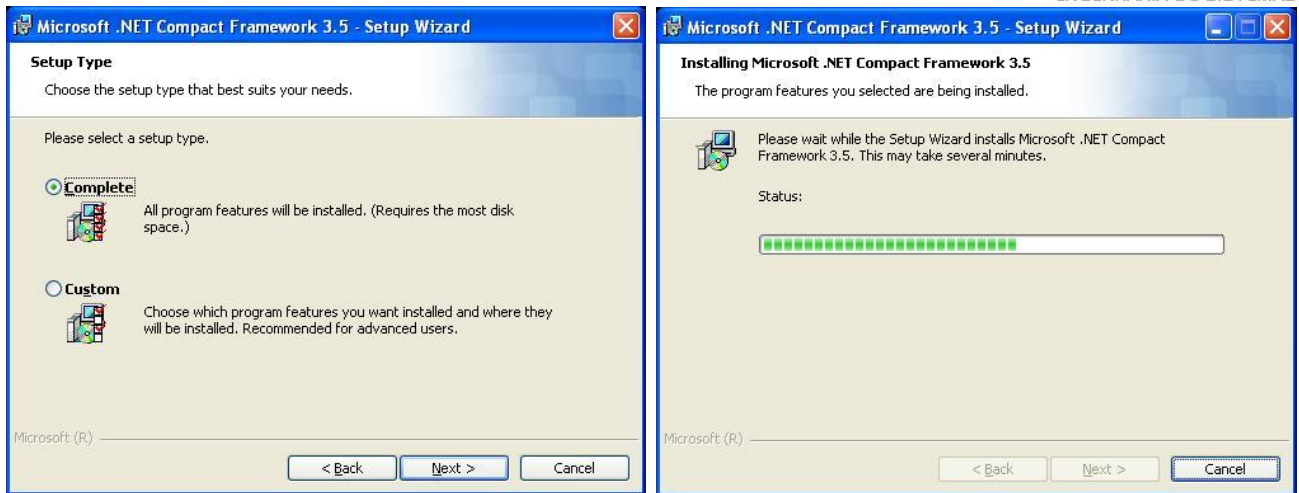 Microsoft .NET Compact Framework 3.5 - Setup Wizard
Setup Type
Choose the setup type that best suits your needs.
Please select a setup type.
Complete
All program features will be installed. (Requires the most disk
space.)
Custom
Choose which program features you want installed and where they
will be installed. Recommended for advanced users.
Microsoft (R)
< Back
Next >
Cancel
Microsoft .NET Compact Framework 3.5 - Setup Wizard
Installing Microsoft .NET Compact Framework 3.5
The program features you selected are being installed.
Please wait while the Setup Wizard installs Microsoft .NET Compact
Framework 3.5. This may take several minutes.
Status:
Microsoft (R)
< Back
Next >
Cancel